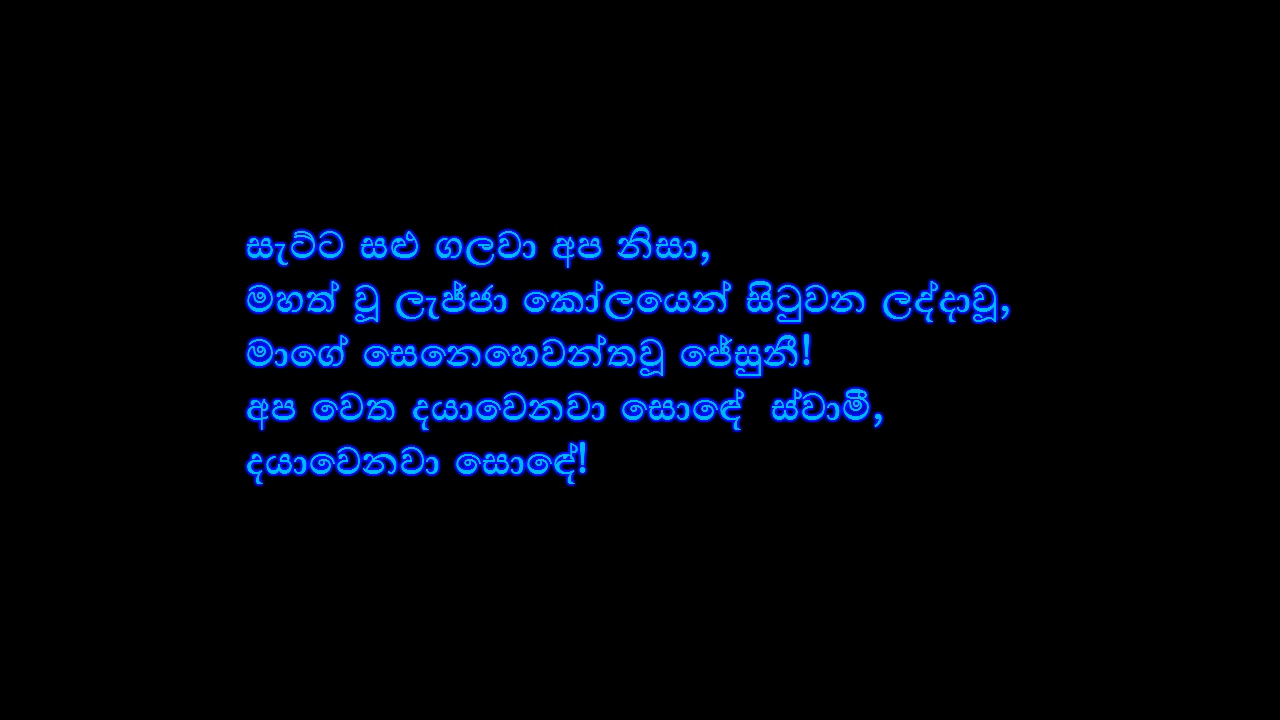 සැට්ට සළු ගලවා අප නිසා,
මහත් වූ ලැජ්ජා කෝලයෙන් සිටුවන ලද්දාවූ,
මාගේ සෙනෙහෙවන්තවූ ජේසුනී!
අප වෙත දයාවෙනවා සොඳේ ස්වාමී,
දයාවෙනවා සොඳේ!